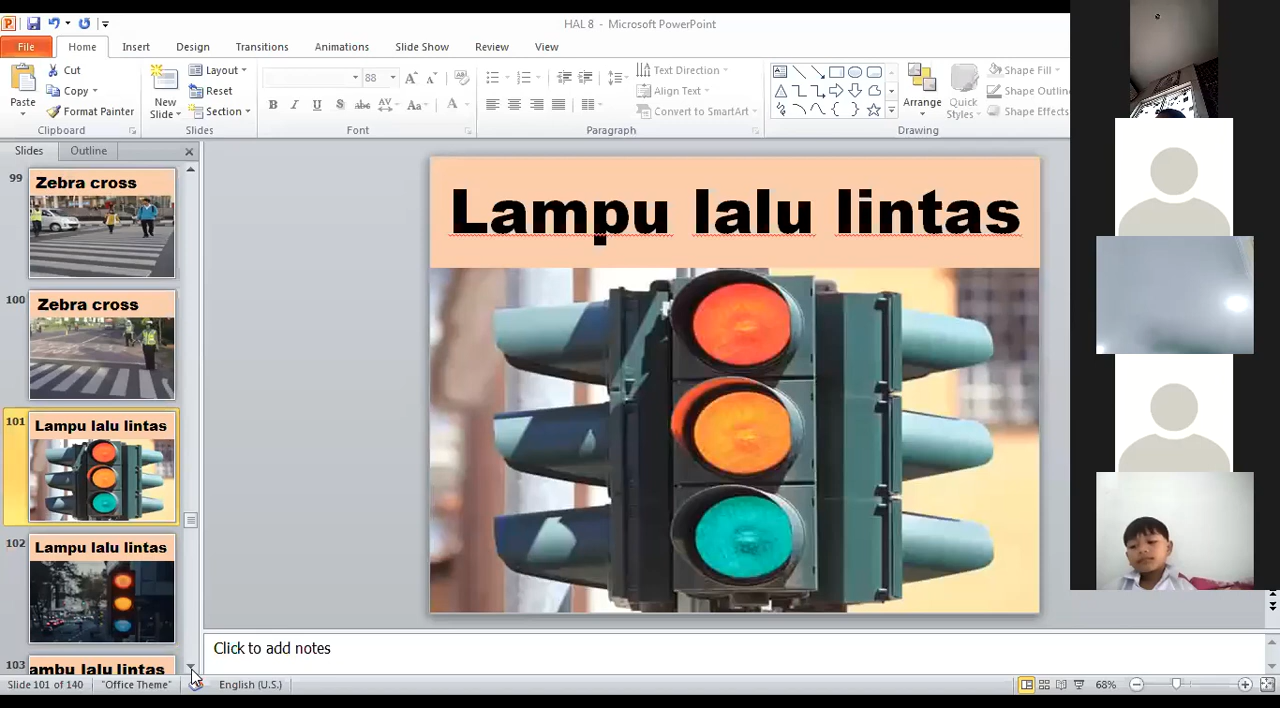 HAL 8 - Microsoft PowerPoint
File Home Insert Design Transitions Animations Slide Show Review View
Paste
Cut
Copy
Format Painter
Clipboard
New Slide
Layout
Reset
Section
Slides
88
Font
Paragraph
Text Direction
Align Text
Convert to SmartArt
Arrange
Quick Styles
Shape Fill
Shape Outline
Shape Effects
Drawing
Slides Outline
99
Zebra cross
100
Zebra cross
101
Lampu lalu lintas
102
Lampu lalu lintas
103
ambu lalu lintas
Lampu lalu lintas
Click to add notes
Slide 101 of 140 "Office Theme" English (U.S.) 68%